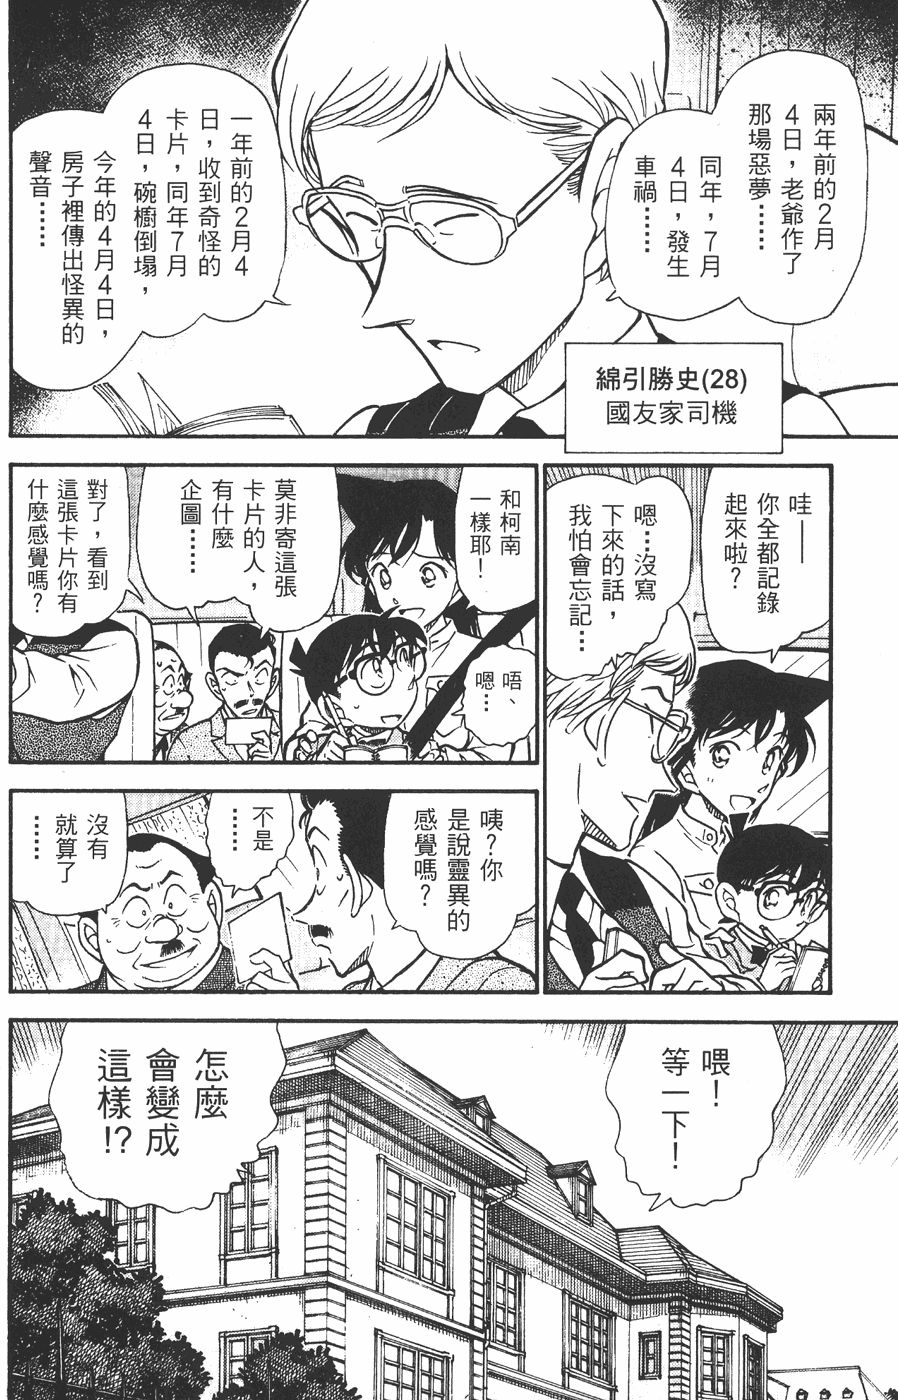 兩年前的2月
4日，老爺作了
那場惡夢……
同年，7月
4日，發生
車禍……
一年前的2月4
日，收到奇怪的
卡片，同年7月
4日，碗櫥倒塌，
今年的4月4日，
房子裡傳出怪異的
聲音……
綿引勝史(28)
國友家司機
哇——
你全都記錄
起來啦？
嗯…沒寫
下來的話，
我怕會忘記…
和柯南
一樣耶！
唔、
嗯…
莫非寄這張
卡片的人，
有什麼
企圖……
對了，看到
這張卡片你有
什麼感覺嗎？
咦？你
是說靈異的
感覺嗎？
不是
……
沒有
就算了
……
喂！
等一下！
怎麼
會變成
這樣!?